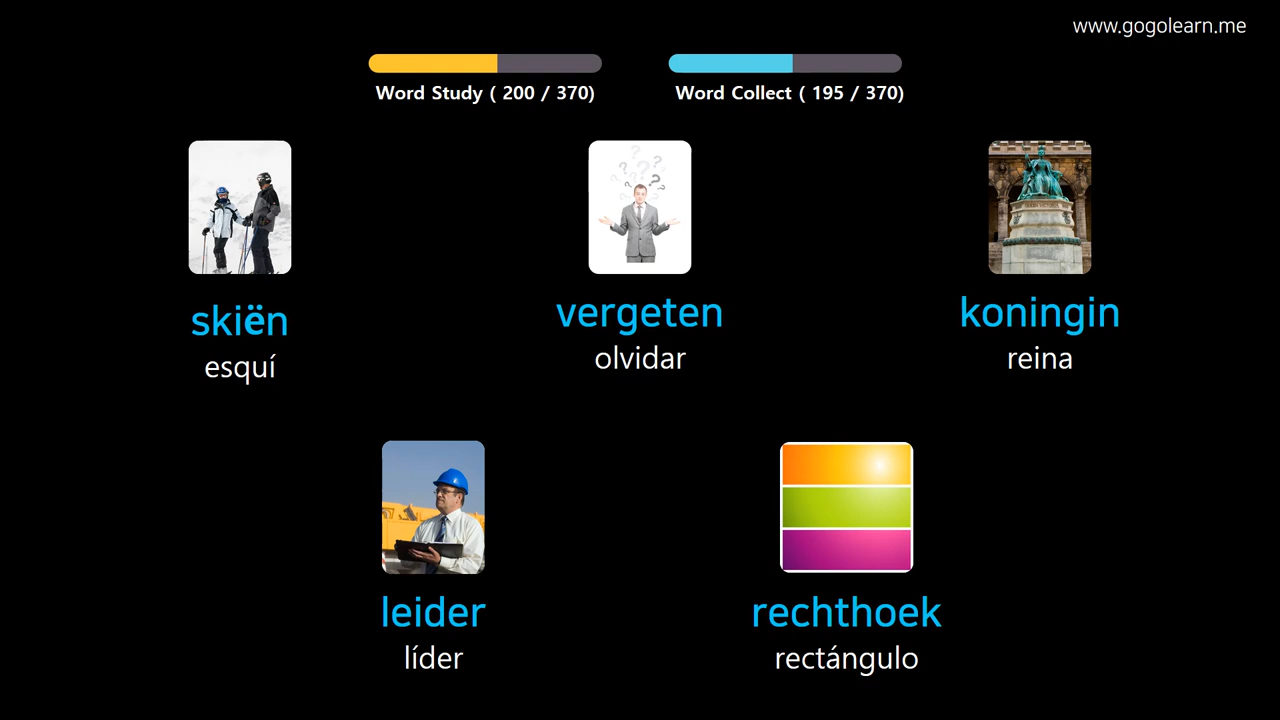 www.gogolearn.me
Word Study ( 200 / 370)
Word Collect ( 195 / 370)
skiën
esquí
vergeten
olvidar
koningin
reina
leider
líder
rechthoek
rectángulo